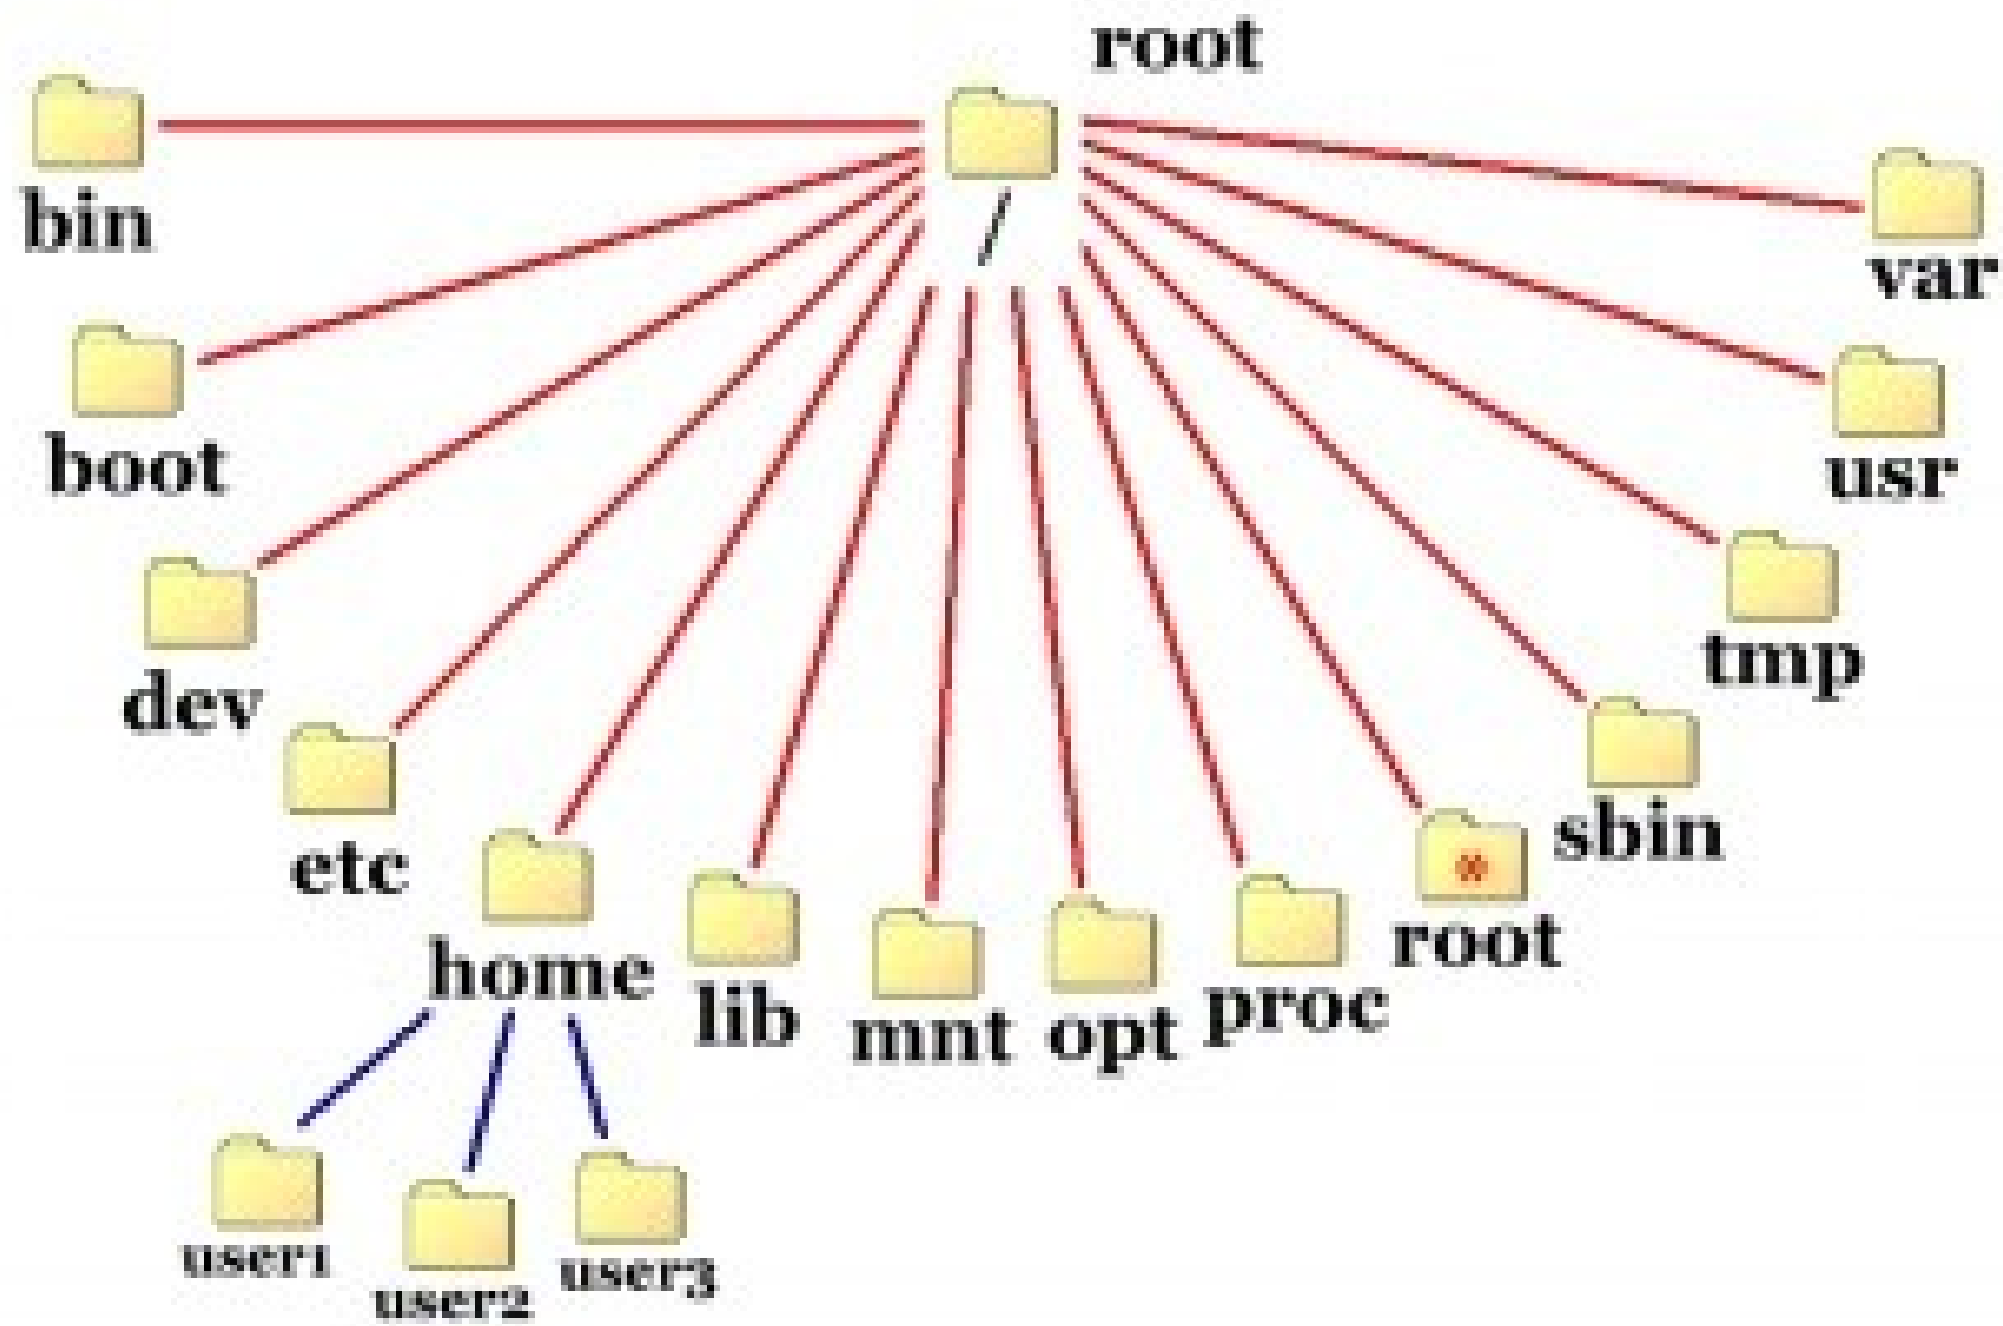 root
/
bin
boot
dev
etc
home
lib
mnt
opt
proc
root
sbin
tmp
usr
var
user1
user2
user3